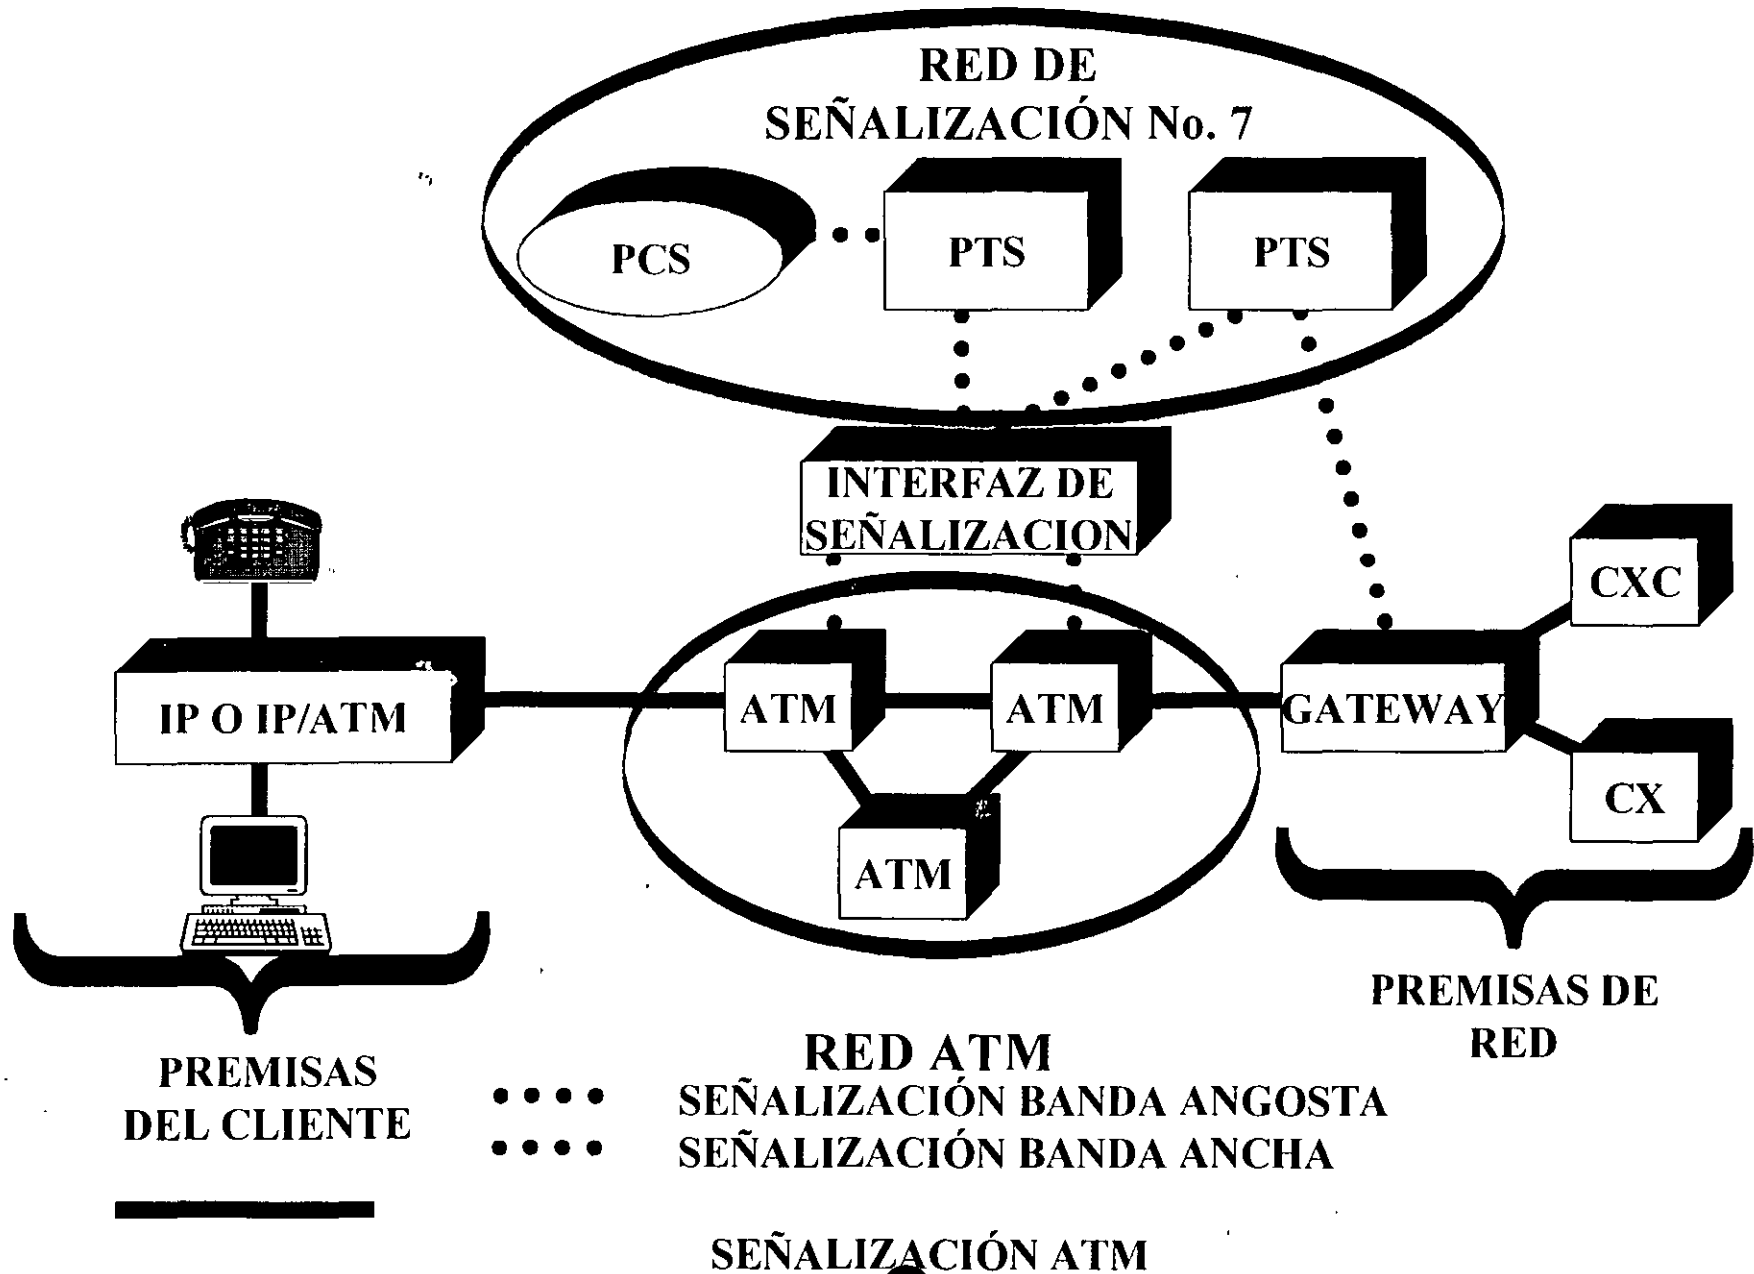 RED DE
SEÑALIZACIÓN No. 7
PCS
PTS
PTS
INTERFAZ DE
SEÑALIZACION
CXC
IP O IP/ATM
ATM
ATM
GATEWAY
CX
ATM
PREMISAS DE
RED
RED ATM
PREMISAS
DEL CLIENTE
SEÑALIZACIÓN BANDA ANGOSTA
SEÑALIZACIÓN BANDA ANCHA
SEÑALIZACIÓN ATM